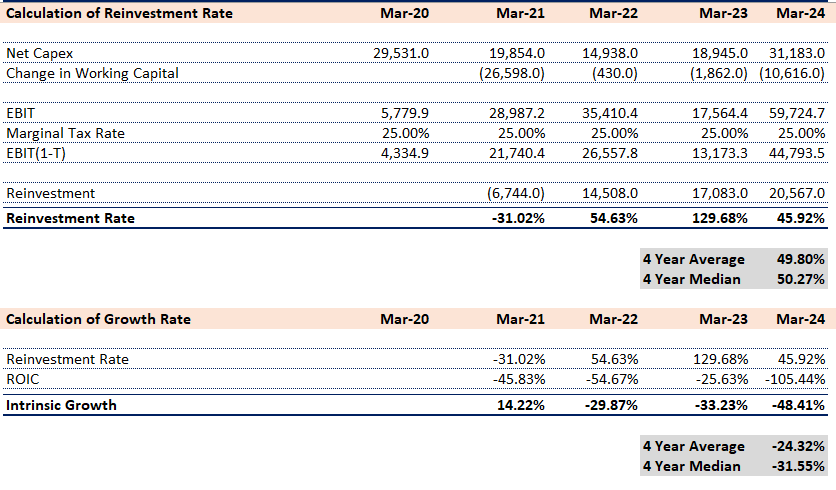 Calculation of Reinvestment Rate Mar-20 Mar-21 Mar-22 Mar-23 Mar-24
Net Capex 29,531.0 19,854.0 14,938.0 18,945.0 31,183.0
Change in Working Capital (26,598.0) (430.0) (1,862.0) (10,616.0)
EBIT 5,779.9 28,987.2 35,410.4 17,564.4 59,724.7
Marginal Tax Rate 25.00% 25.00% 25.00% 25.00% 25.00%
EBIT(1-T) 4,334.9 21,740.4 26,557.8 13,173.3 44,793.5
Reinvestment (6,744.0) 14,508.0 17,083.0 20,567.0
Reinvestment Rate -31.02% 54.63% 129.68% 45.92%
4 Year Average 49.80%
4 Year Median 50.27%
Calculation of Growth Rate Mar-20 Mar-21 Mar-22 Mar-23 Mar-24
Reinvestment Rate -31.02% 54.63% 129.68% 45.92%
ROIC -45.83% -54.67% -25.63% -105.44%
Intrinsic Growth 14.22% -29.87% -33.23% -48.41%
4 Year Average -24.32%
4 Year Median -31.55%